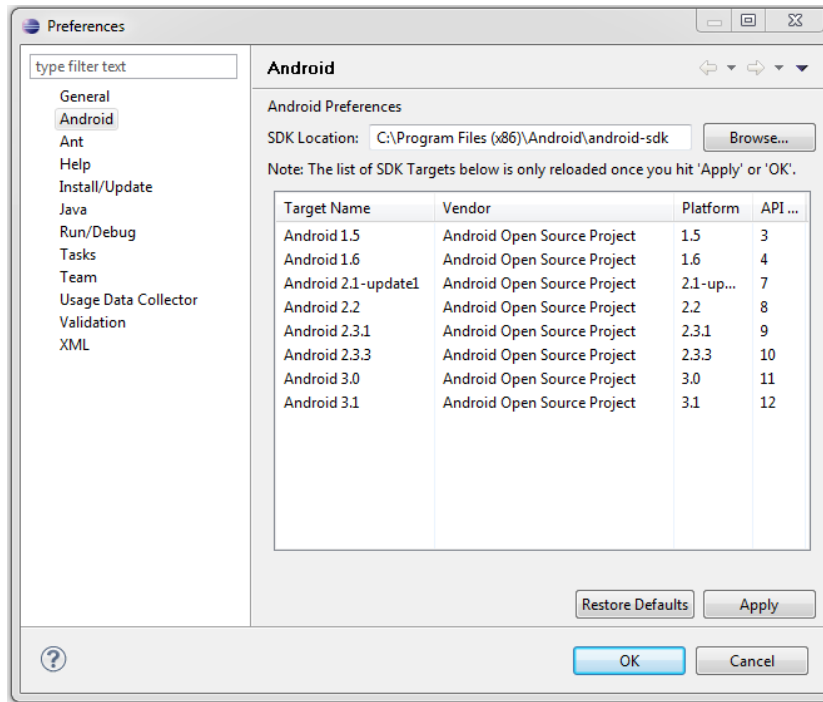 Preferences
type filter text
General
Android
Ant
Help
Install/Update
Java
Run/Debug
Tasks
Team
Usage Data Collector
Validation
XML
Android
Android Preferences
SDK Location: C:\Program Files (x86)\Android\android-sdk Browse...
Note: The list of SDK Targets below is only reloaded once you hit 'Apply' or 'OK'.
Target Name Vendor Platform API ...
Android 1.5 Android Open Source Project 1.5 3
Android 1.6 Android Open Source Project 1.6 4
Android 2.1-update1 Android Open Source Project 2.1-up... 7
Android 2.2 Android Open Source Project 2.2 8
Android 2.3.1 Android Open Source Project 2.3.1 9
Android 2.3.3 Android Open Source Project 2.3.3 10
Android 3.0 Android Open Source Project 3.0 11
Android 3.1 Android Open Source Project 3.1 12
Restore Defaults Apply
? OK Cancel